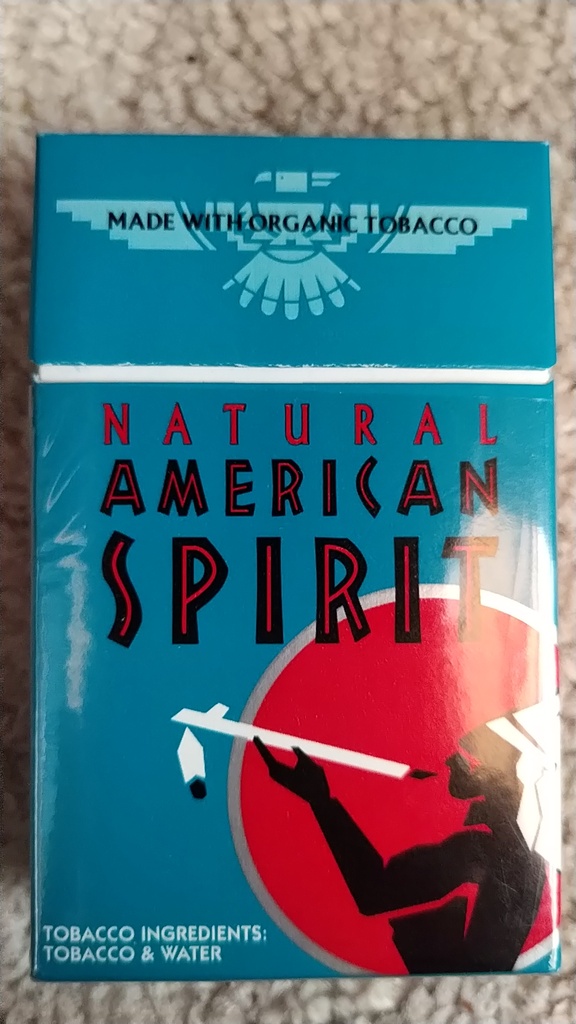 MADE WITH ORGANIC TOBACCO
NATURAL
AMERICAN
SPIRIT
TOBACCO INGREDIENTS:
TOBACCO & WATER